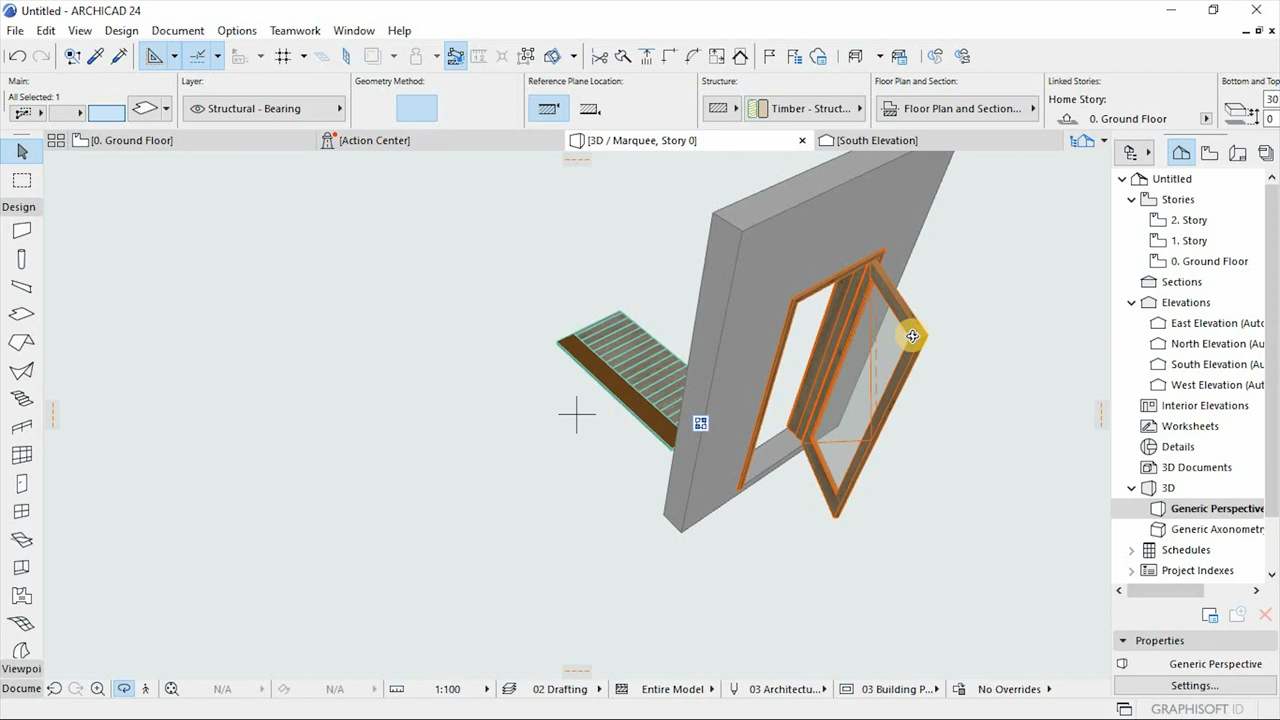 Untitled - ARCHICAD 24
File Edit View Design Document Options Teamwork Window Help
Main:
All Selected: 1
Layer:
Structural - Bearing
Geometry Method:
Reference Plane Location:
Structure:
Timber - Struct...
Floor Plan and Section:
Floor Plan and Section...
Linked Stories:
Home Story:
0. Ground Floor
Bottom and Top
30
0
[0. Ground Floor]
[Action Center]
[3D / Marquee, Story 0]
[South Elevation]
Design
Viewpoi
Docume
Untitled
Stories
2. Story
1. Story
0. Ground Floor
Sections
Elevations
East Elevation (Auto
North Elevation (Au
South Elevation (Au
West Elevation (Aut
Interior Elevations
Worksheets
Details
3D Documents
3D
Generic Perspective
Generic Axonometr
Schedules
Project Indexes
Properties
Generic Perspective
Settings...
N/A
N/A
1:100
02 Drafting
Entire Model
03 Architectu...
03 Building P...
No Overrides
GRAPHISOFT ID